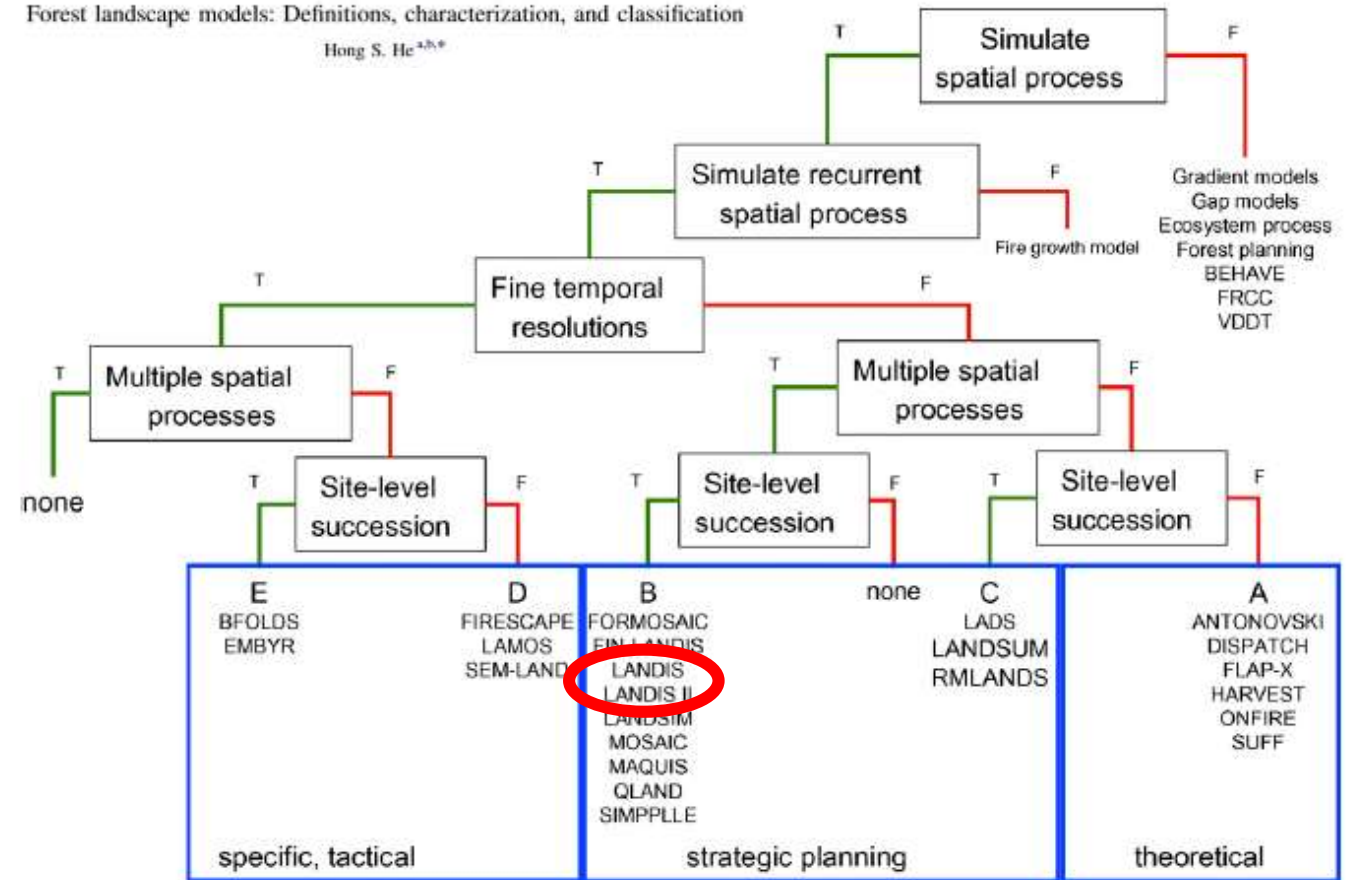 Forest landscape models: Definitions, characterization, and classification
Hong S. He a,b,*
T
Simulate
spatial process
F
T
Simulate recurrent
spatial process
F
Gradient models
Gap models
Ecosystem process
Forest planning
BEHAVE
FRCC
VDDT
Fire growth model
T
Fine temporal
resolutions
F
T
Multiple spatial
processes
F
T
Multiple spatial
processes
F
none
T
Site-level
succession
F
T
Site-level
succession
F
T
Site-level
succession
F
E
BFOLDS
EMBYR
D
FIRESCAPE
LAMOS
SEM-LAND
B
FORMOSAIC
FIN-LANDIS
LANDIS
LANDIS II
LANDSIM
MOSAIC
MAQUIS
QLAND
SIMPPLLE
none
C
LADS
LANDSUM
RMLANDS
A
ANTONOVSKI
DISPATCH
FLAP-X
HARVEST
ONFIRE
SUFF
specific, tactical
strategic planning
theoretical